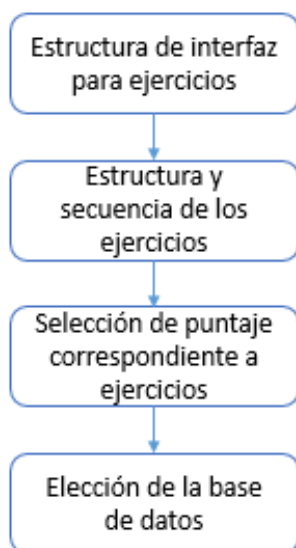 Estructura de interfaz
para ejercicios
Estructura y
secuencia de los
ejercicios
Selección de puntaje
correspondiente a
ejercicios
Elección de la base
de datos